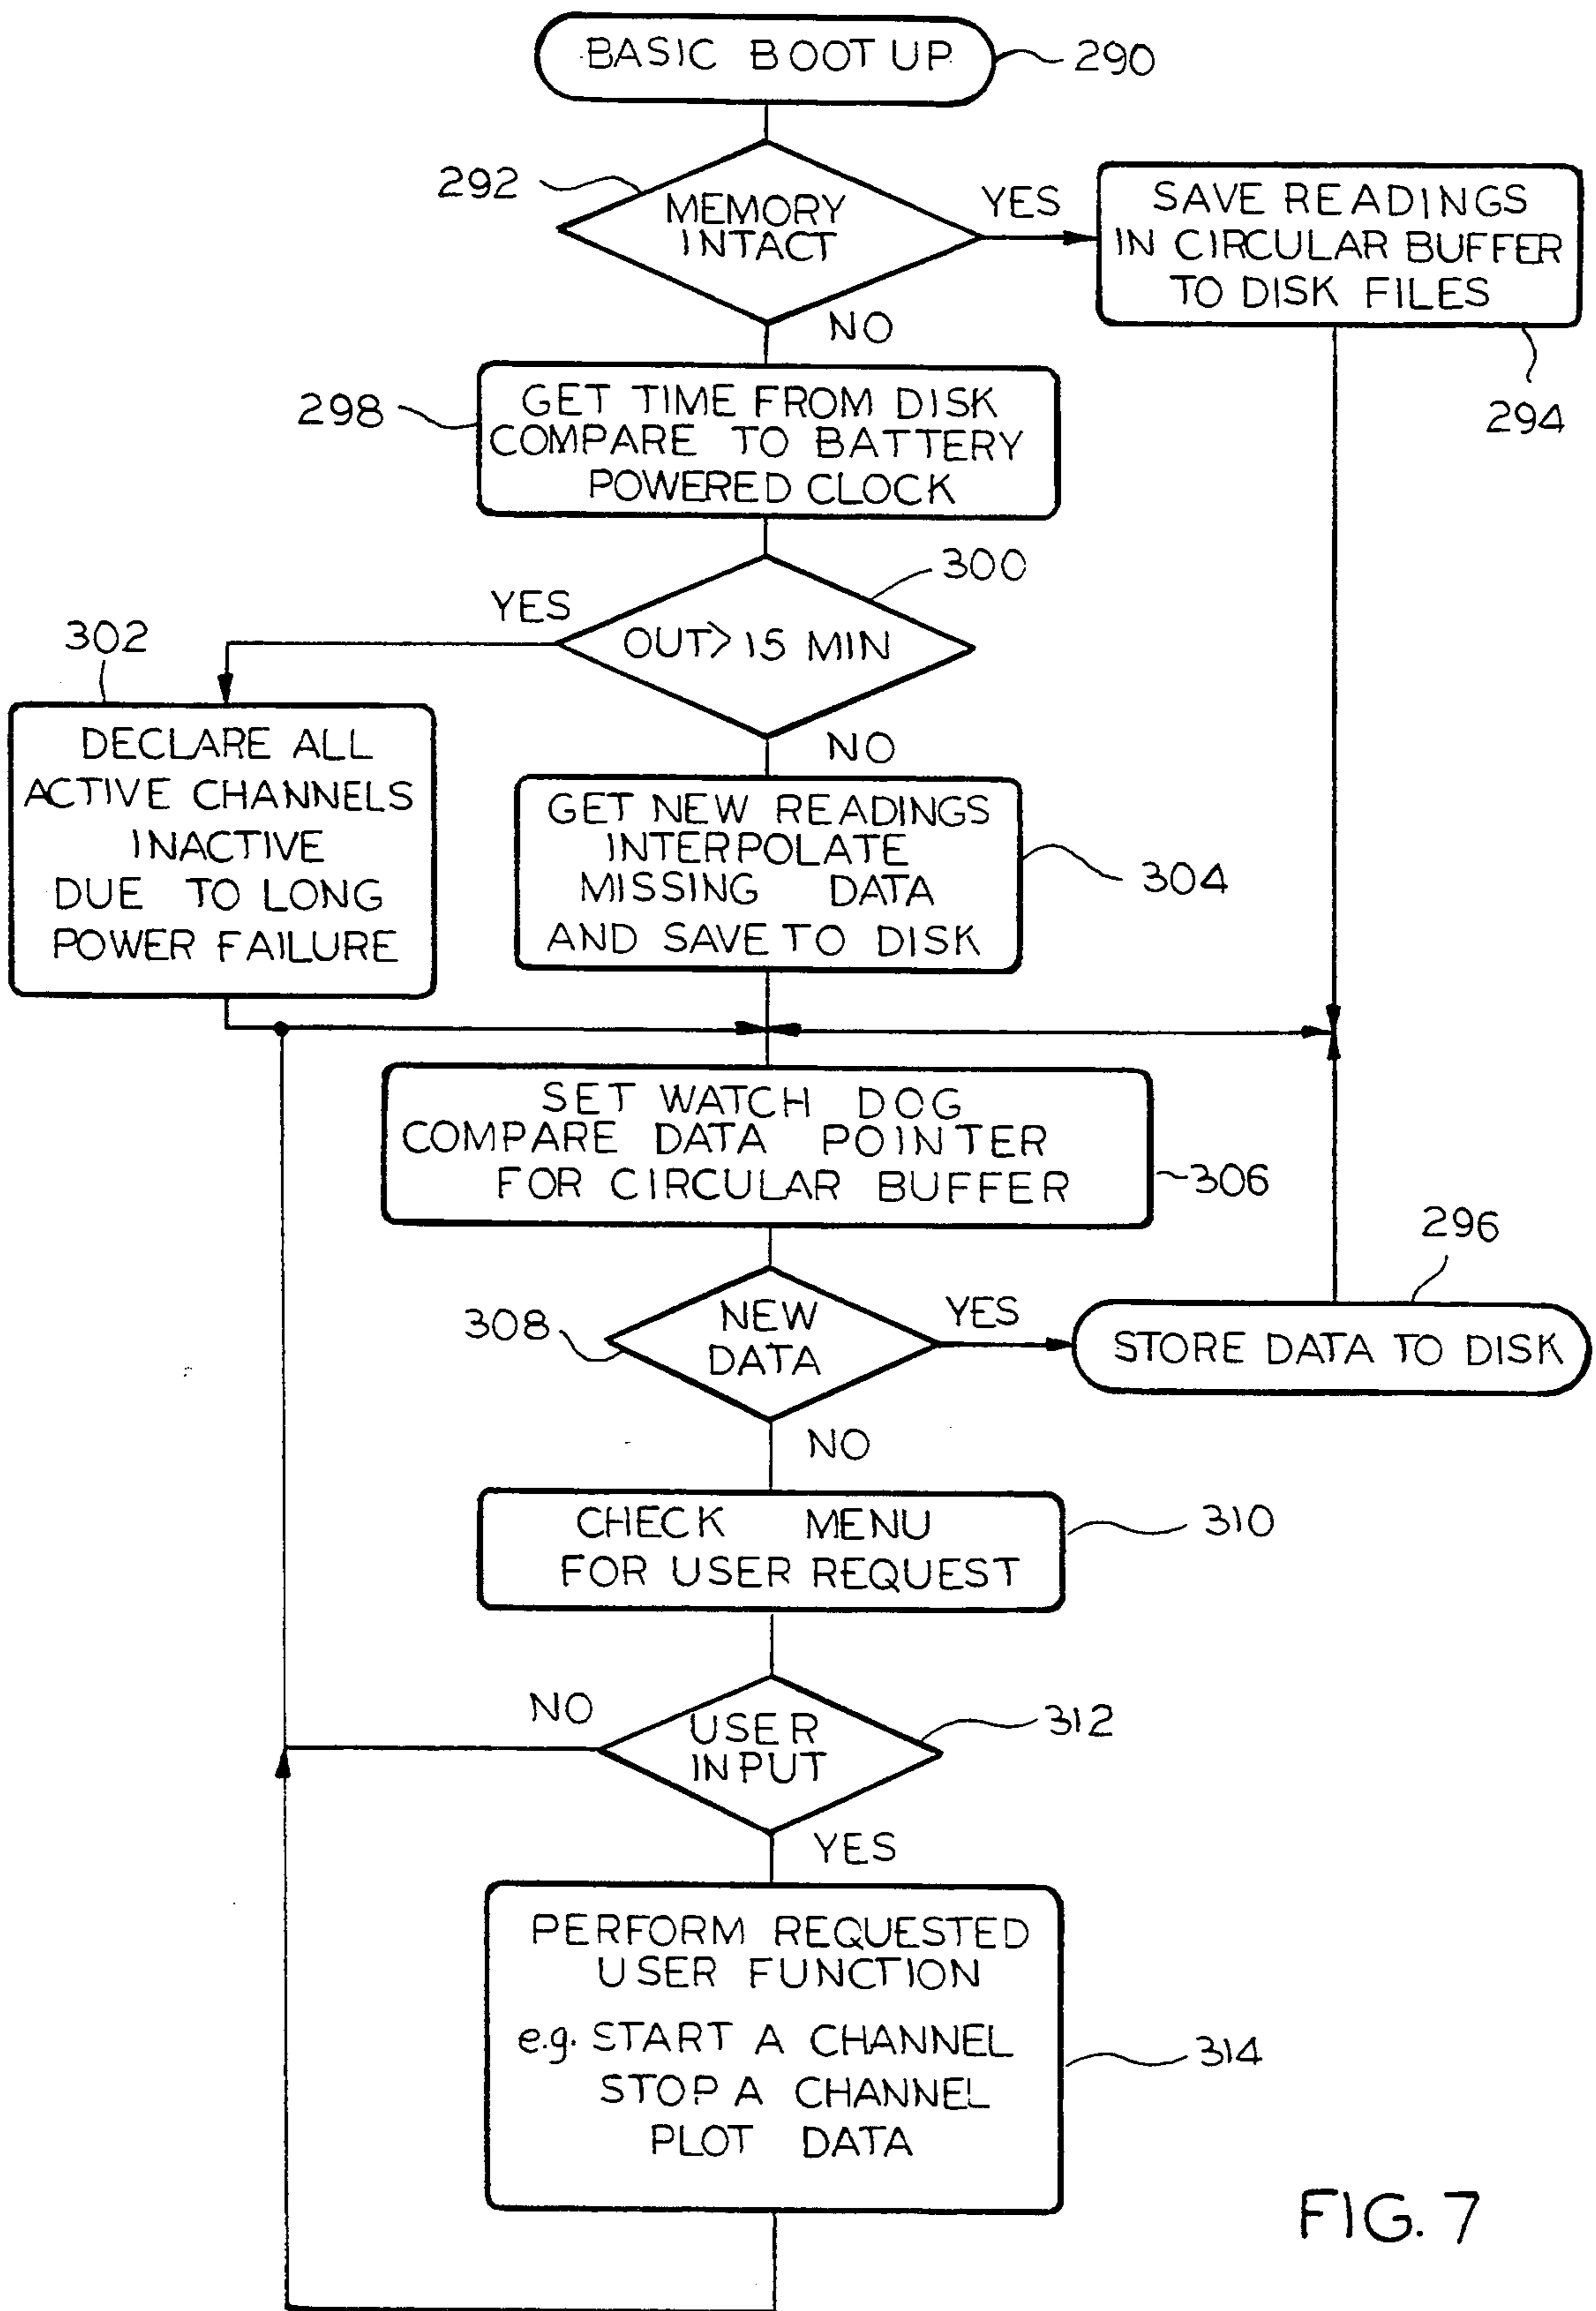 BASIC BOOT UP
290
292
MEMORY
INTACT
YES
SAVE READINGS
IN CIRCULAR BUFFER
TO DISK FILES
294
NO
298
GET TIME FROM DISK
COMPARE TO BATTERY
POWERED CLOCK
300
YES
OUT> 15 MIN
302
DECLARE ALL
ACTIVE CHANNELS
INACTIVE
DUE TO LONG
POWER FAILURE
NO
GET NEW READINGS
INTERPOLATE
MISSING DATA
AND SAVE TO DISK
304
SET WATCH DOG
COMPARE DATA POINTER
FOR CIRCULAR BUFFER
306
308
NEW
DATA
YES
296
STORE DATA TO DISK
NO
CHECK MENU
FOR USER REQUEST
310
NO
USER
INPUT
312
YES
PERFORM REQUESTED
USER FUNCTION
e.g. START A CHANNEL
STOP A CHANNEL
PLOT DATA
314
FIG. 7